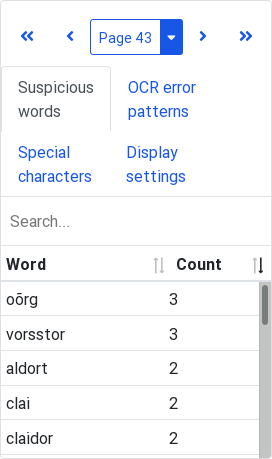 Page 43
Suspicious words
OCR error patterns
Special characters
Display settings
Search...
Word Count
oõrg 3
vorsstor 3
aldort 2
clai 2
claidor 2